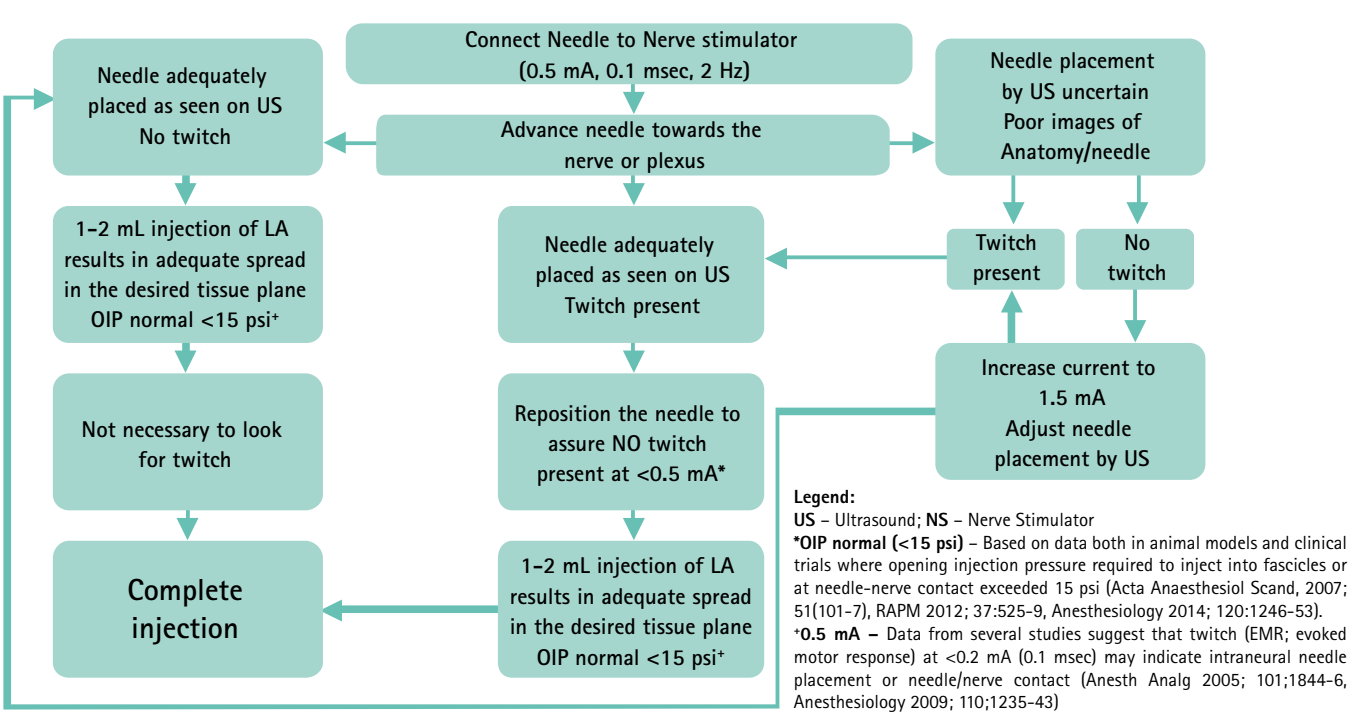 Connect Needle to Nerve stimulator
(0.5 mA, 0.1 msec, 2 Hz)
Advance needle towards the
nerve or plexus
Needle adequately
placed as seen on US
No twitch
1-2 mL injection of LA
results in adequate spread
in the desired tissue plane
OIP normal <15 psi⁺
Not necessary to look
for twitch
Complete
injection
Needle adequately
placed as seen on US
Twitch present
Reposition the needle to
assure NO twitch
present at <0.5 mA*
1-2 mL injection of LA
results in adequate spread
in the desired tissue plane
OIP normal <15 psi⁺
Needle placement
by US uncertain
Poor images of
Anatomy/needle
Twitch
present
No
twitch
Increase current to
1.5 mA
Adjust needle
placement by US
Legend:
US – Ultrasound; NS – Nerve Stimulator
*OIP normal (<15 psi) – Based on data both in animal models and clinical
trials where opening injection pressure required to inject into fascicles or
at needle-nerve contact exceeded 15 psi (Acta Anaesthesiol Scand, 2007;
51(101-7), RAPM 2012; 37:525-9, Anesthesiology 2014; 120:1246-53).
⁺0.5 mA – Data from several studies suggest that twitch (EMR; evoked
motor response) at <0.2 mA (0.1 msec) may indicate intraneural needle
placement or needle/nerve contact (Anesth Analg 2005; 101;1844-6,
Anesthesiology 2009; 110;1235-43)